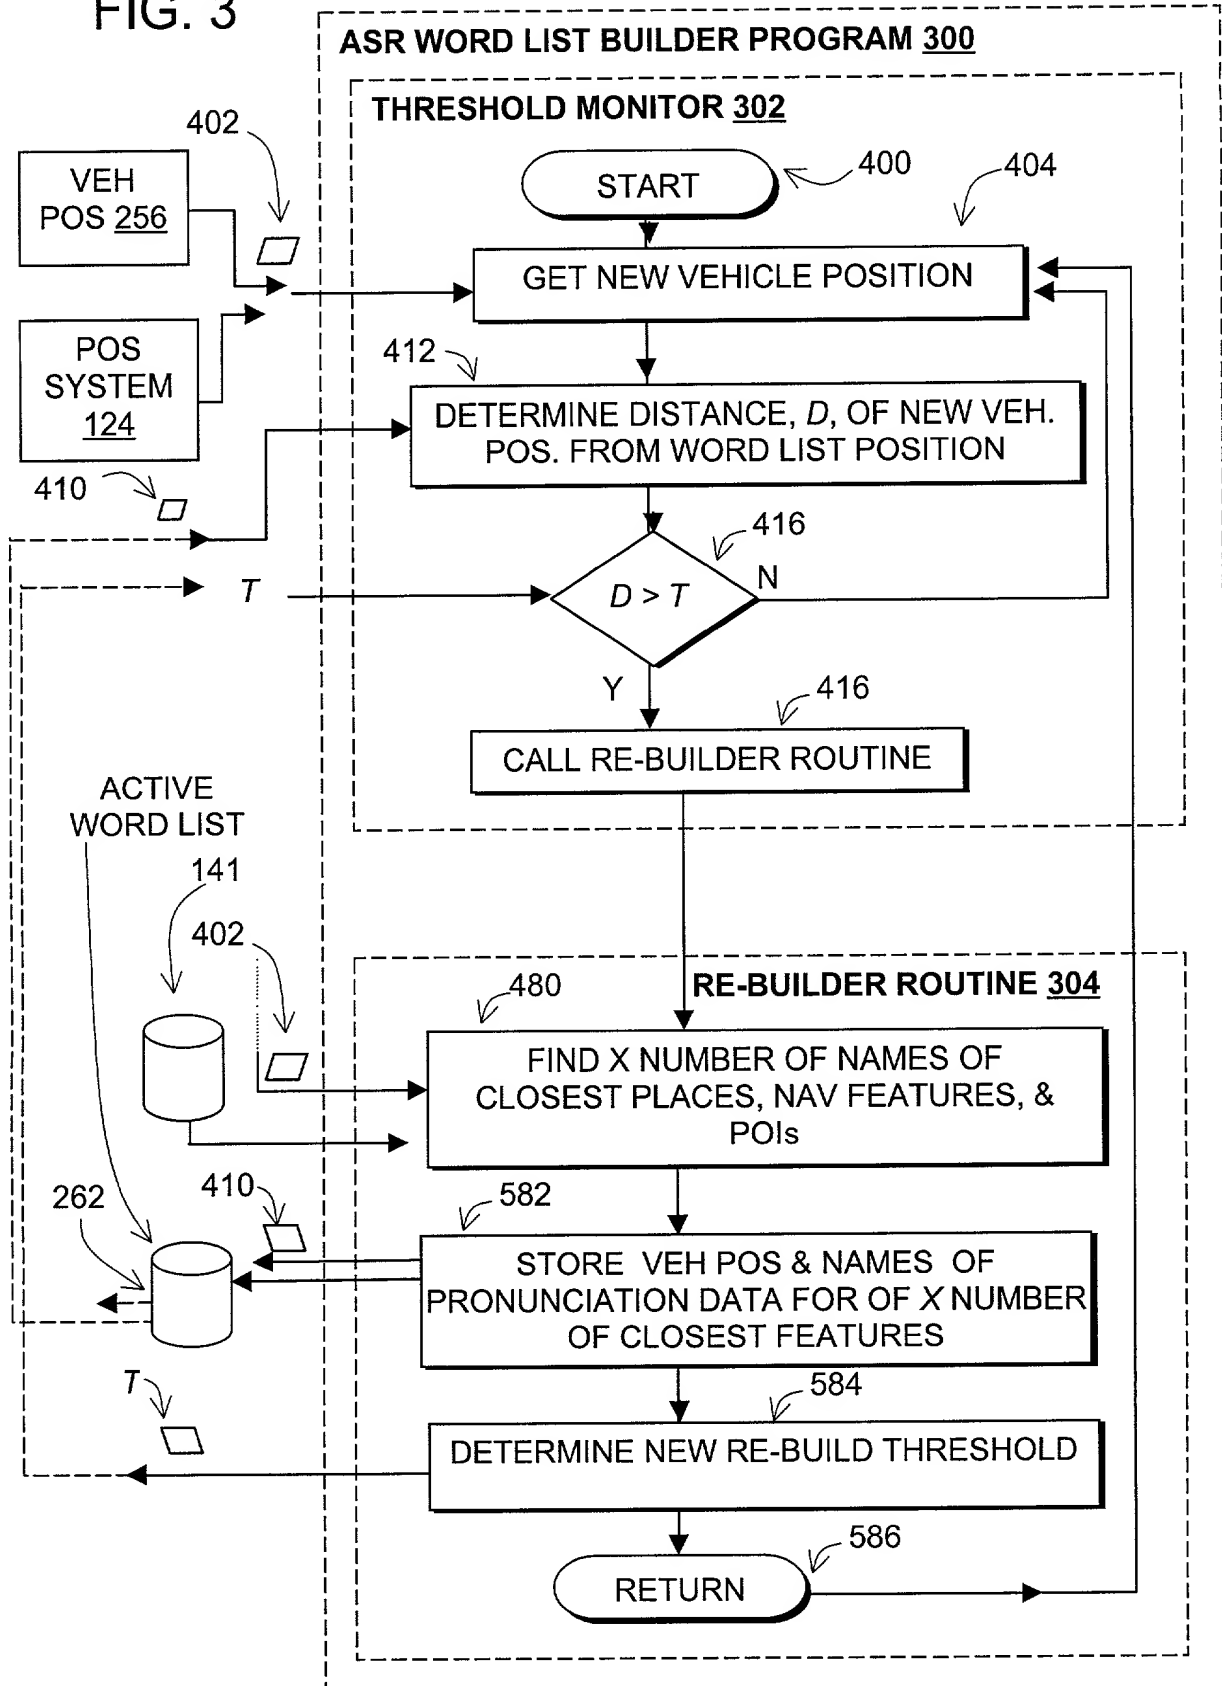 FIG. 3
ASR WORD LIST BUILDER PROGRAM 300
THRESHOLD MONITOR 302
402
VEH
POS 256
START
400
404
GET NEW VEHICLE POSITION
POS
SYSTEM
124
412
DETERMINE DISTANCE, D, OF NEW VEH.
POS. FROM WORD LIST POSITION
410
416
T
D > T
N
Y
416
CALL RE-BUILDER ROUTINE
ACTIVE
WORD LIST
141
402
RE-BUILDER ROUTINE 304
480
FIND X NUMBER OF NAMES OF
CLOSEST PLACES, NAV FEATURES, &
POIs
410
262
582
STORE VEH POS & NAMES OF
PRONUNCIATION DATA FOR OF X NUMBER
OF CLOSEST FEATURES
T
584
DETERMINE NEW RE-BUILD THRESHOLD
586
RETURN